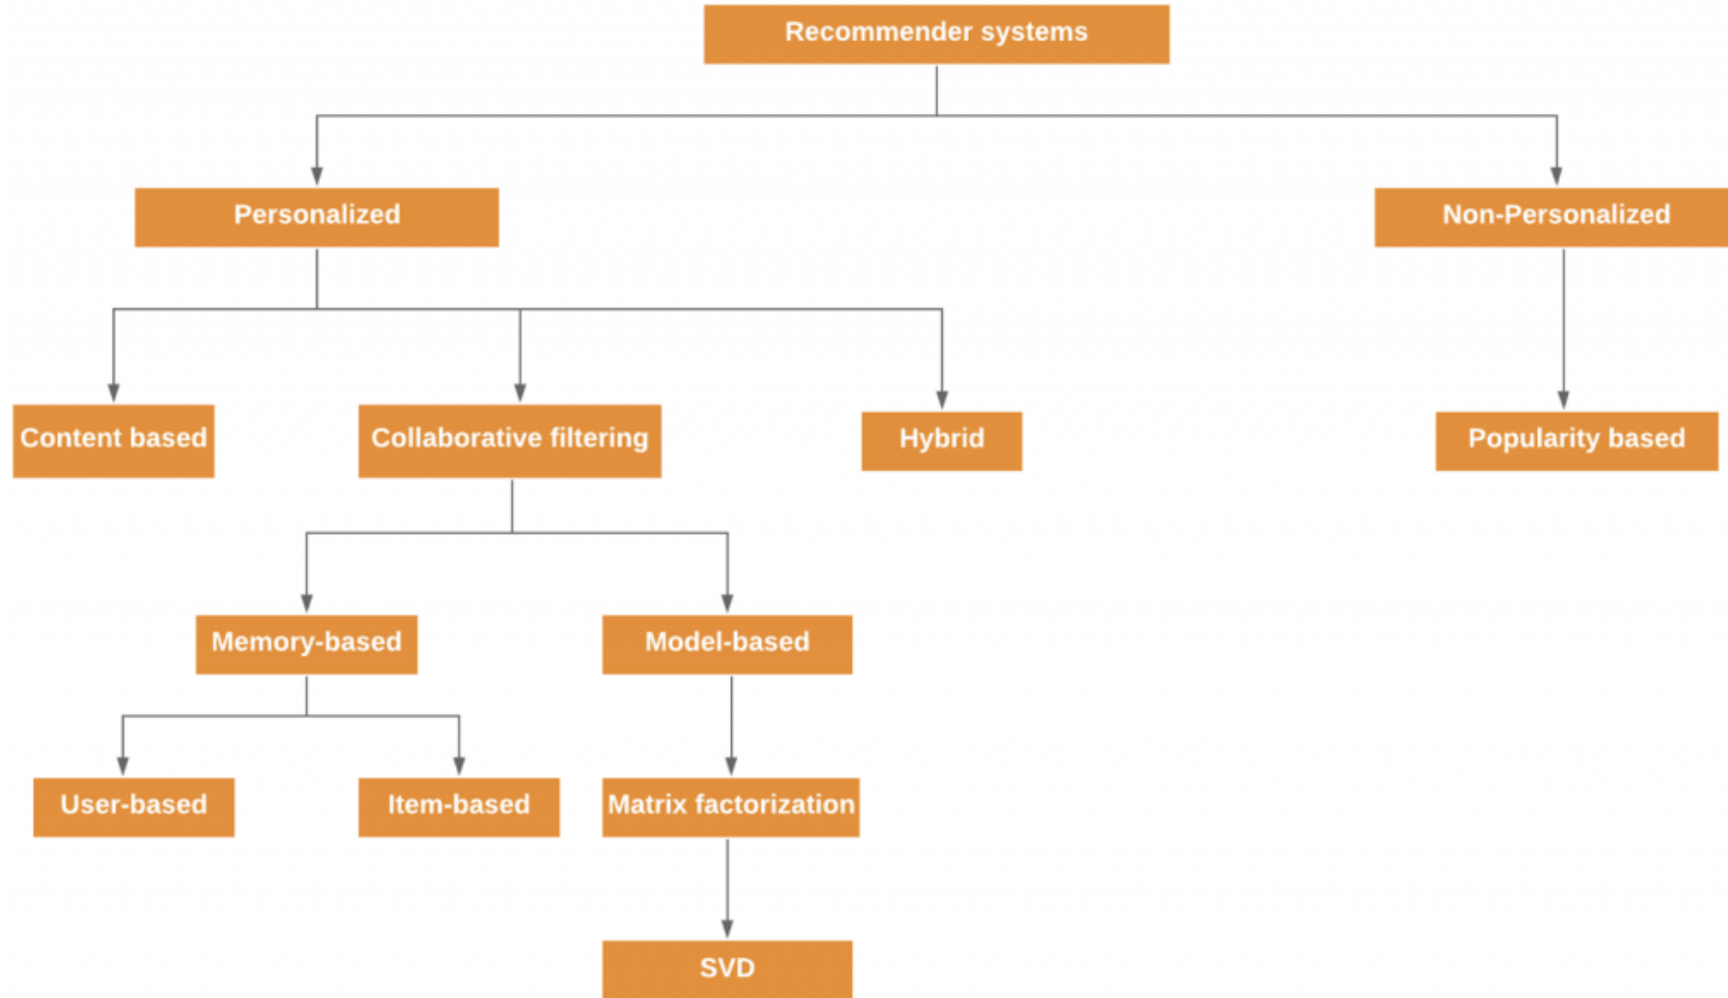 Recommender systems
Personalized
Non-Personalized
Content based
Collaborative filtering
Hybrid
Popularity based
Memory-based
Model-based
User-based
Item-based
Matrix factorization
SVD